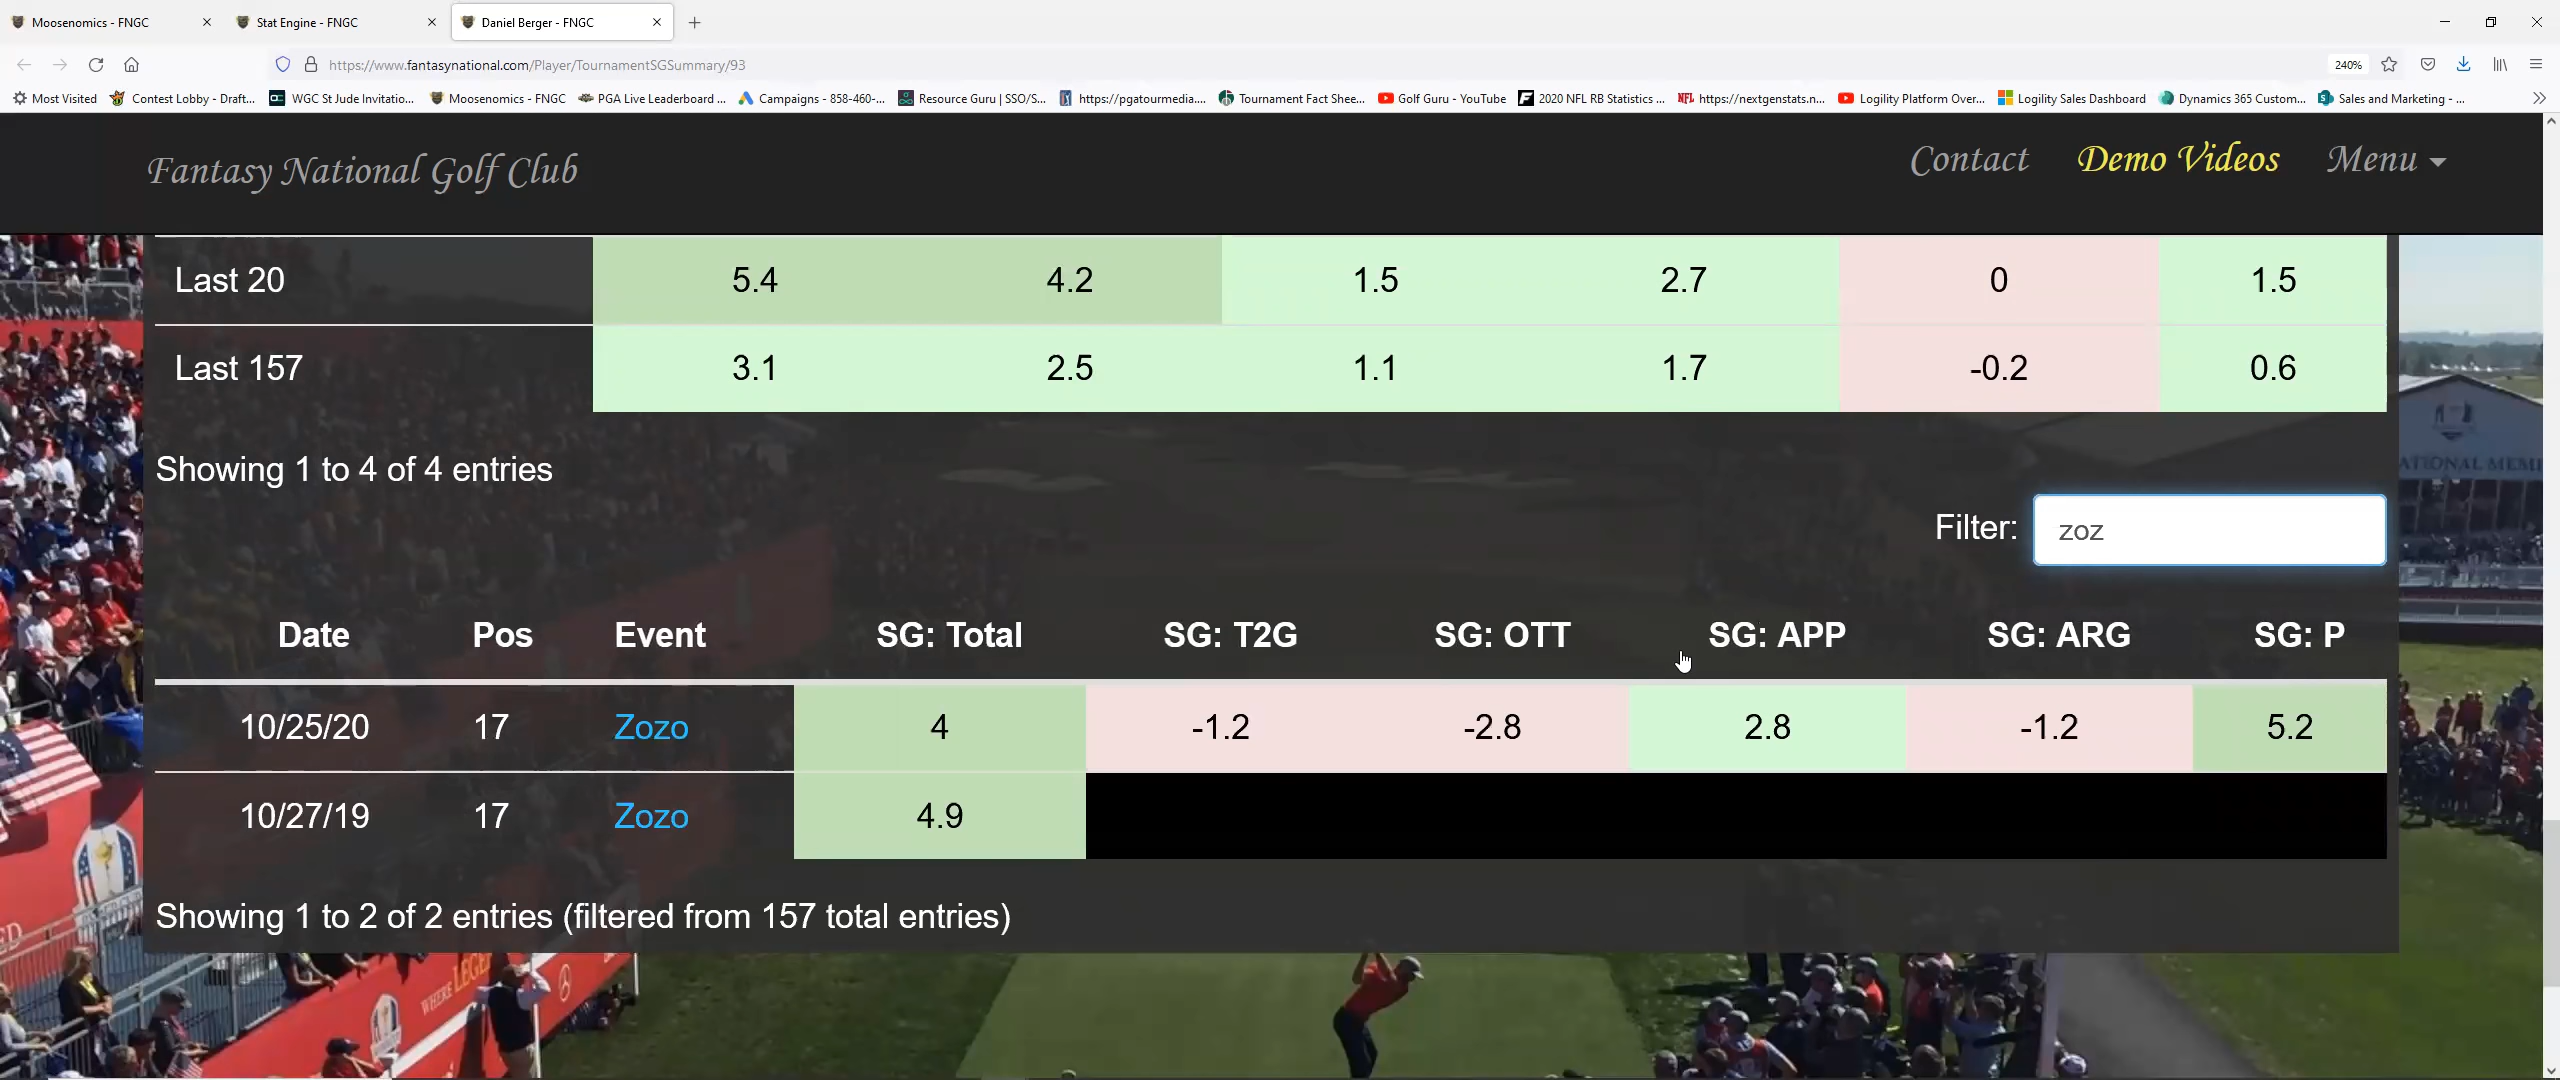 Moosenomics - FNGC
Stat Engine - FNGC
Daniel Berger - FNGC
https://www.fantasynational.com/Player/TournamentSGSummary/93
240%
Most Visited
Contest Lobby - Draft...
WGC St Jude Invitatio...
Moosenomics - FNGC
PGA Live Leaderboard ...
Campaigns - 858-460-...
Resource Guru | SSO/S...
https://pgatourmedia....
Tournament Fact Shee...
Golf Guru - YouTube
2020 NFL RB Statistics ...
NFL https://nextgenstats.n...
Logility Platform Over...
Logility Sales Dashboard
Dynamics 365 Custom...
Sales and Marketing - ...
Fantasy National Golf Club
Contact
Demo Videos
Menu
Last 20 5.4 4.2 1.5 2.7 0 1.5
Last 157 3.1 2.5 1.1 1.7 -0.2 0.6
Showing 1 to 4 of 4 entries
Filter: zoz
Date Pos Event SG: Total SG: T2G SG: OTT SG: APP SG: ARG SG: P
10/25/20 17 Zozo 4 -1.2 -2.8 2.8 -1.2 5.2
10/27/19 17 Zozo 4.9
Showing 1 to 2 of 2 entries (filtered from 157 total entries)